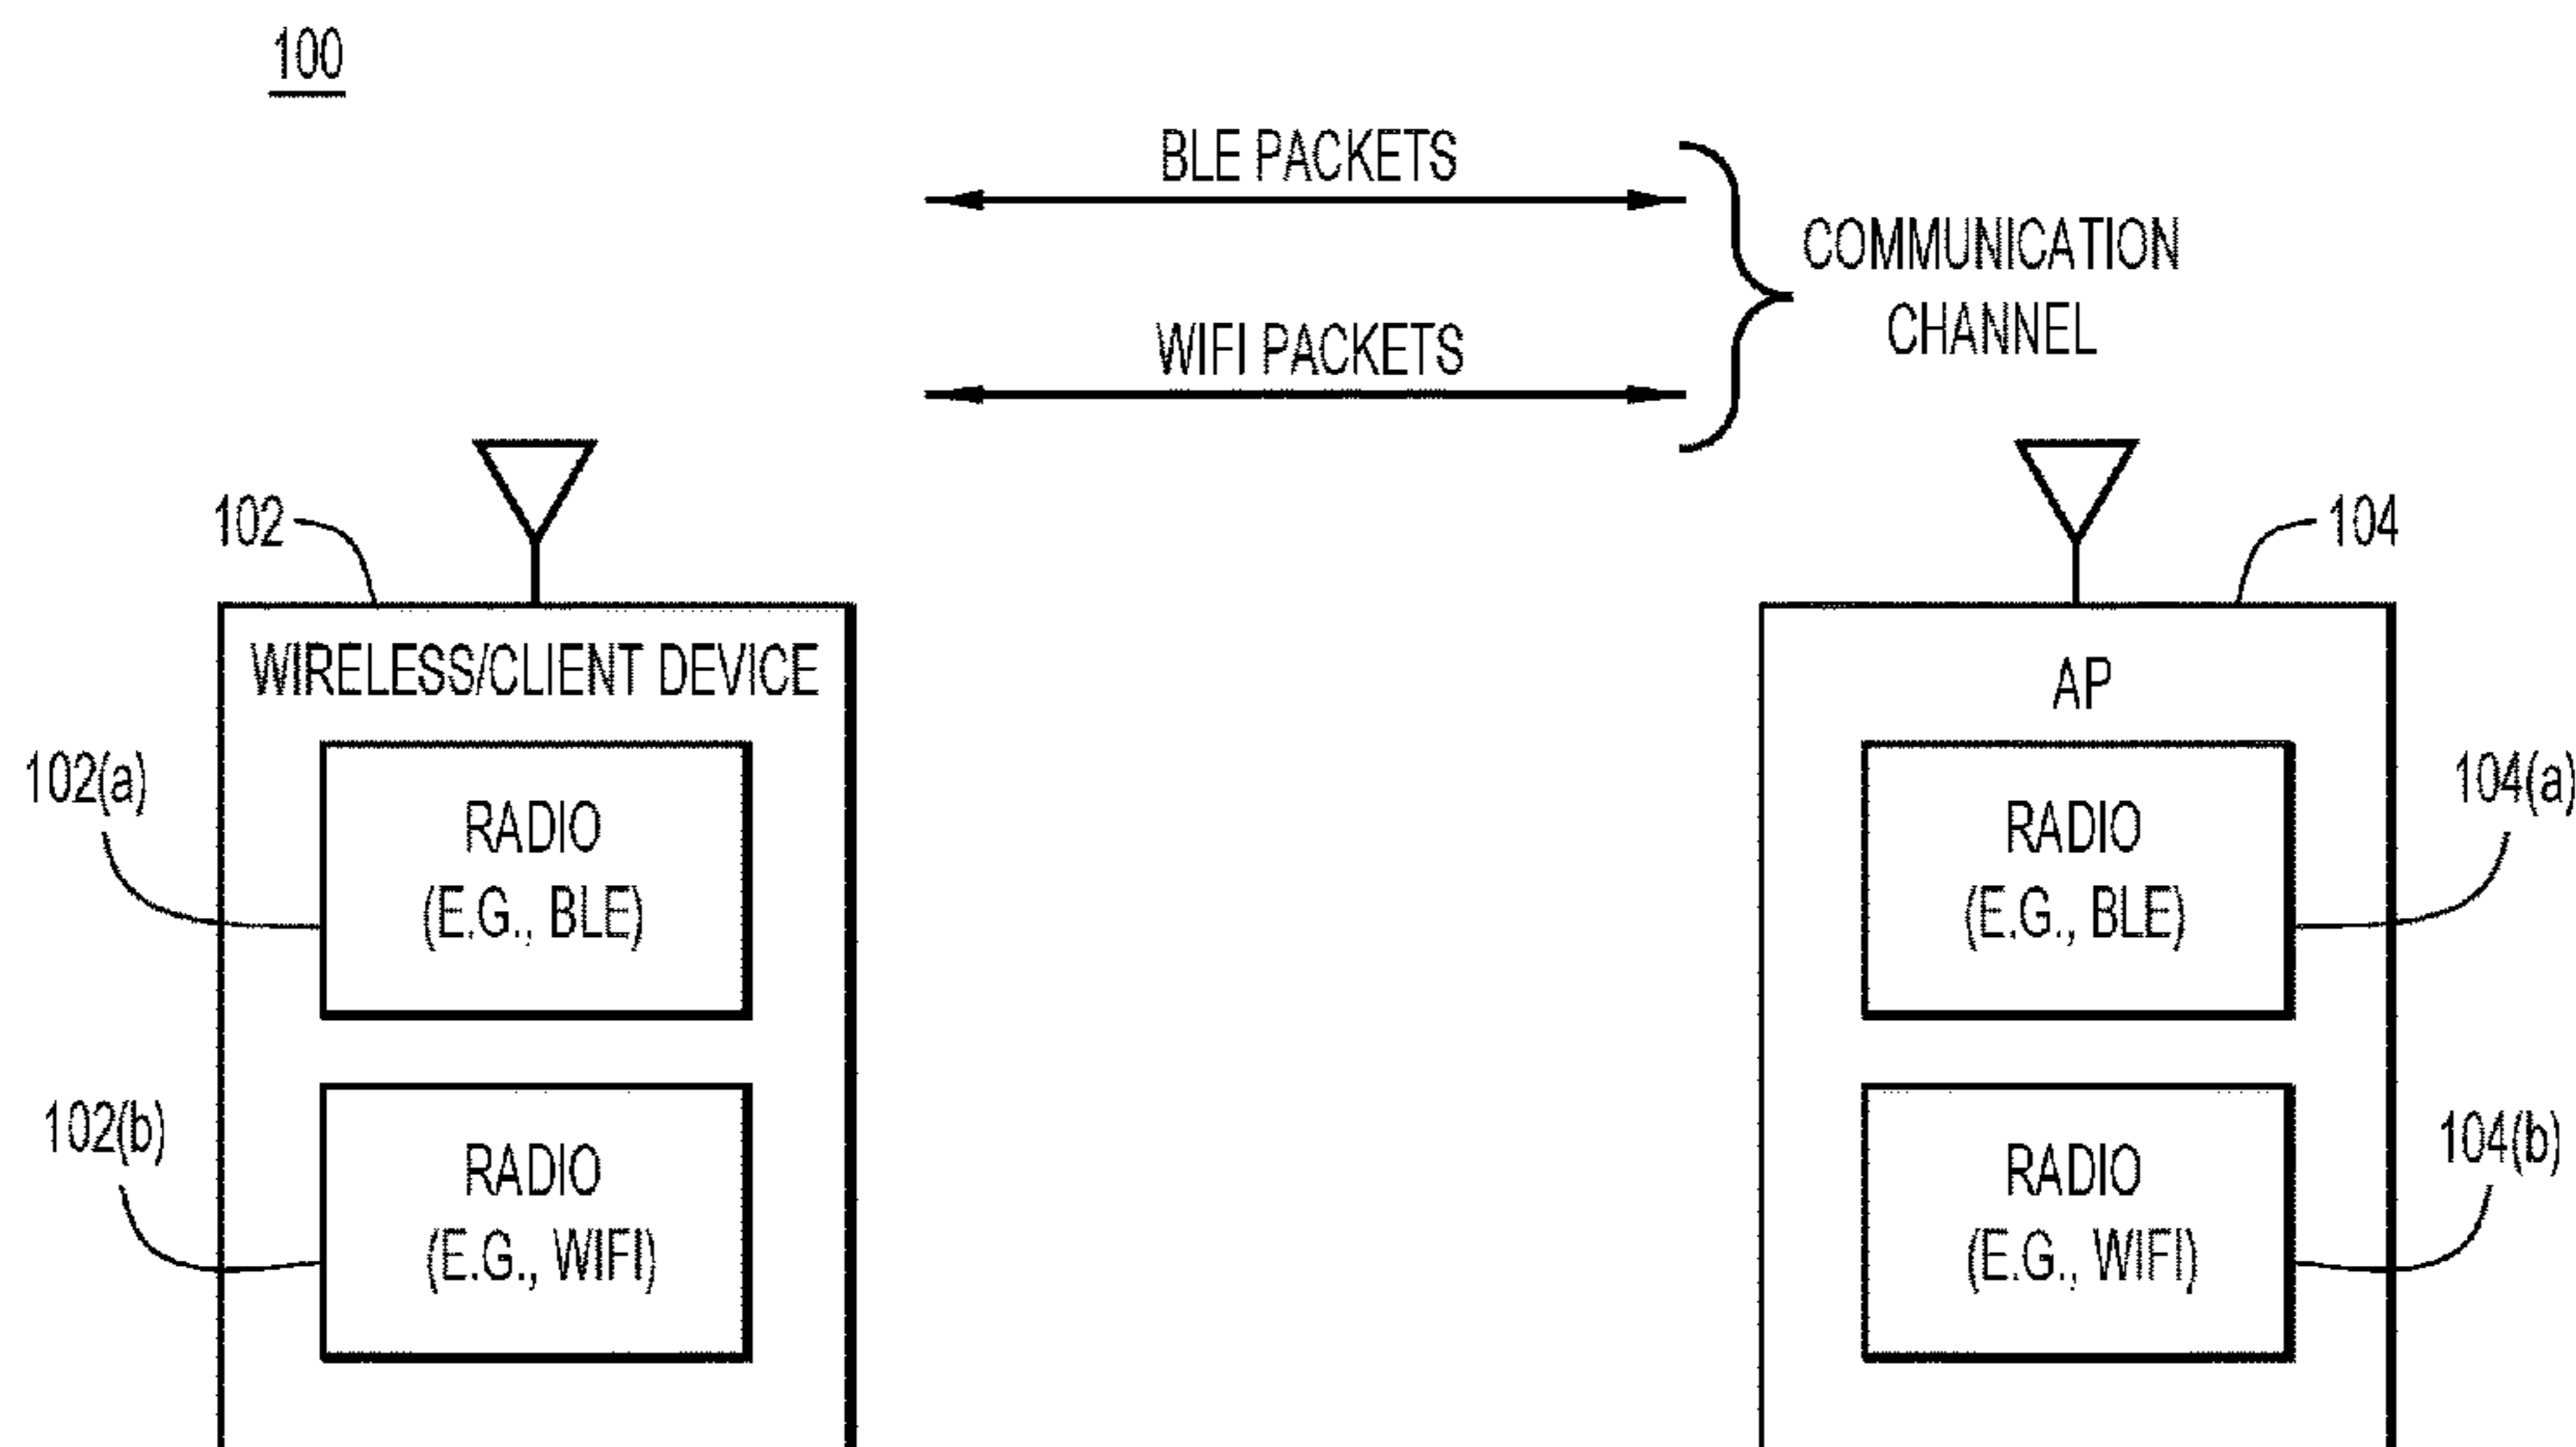 100
BLE PACKETS
WIFI PACKETS
COMMUNICATION
CHANNEL
102
WIRELESS/CLIENT DEVICE
102(a)
RADIO
(E.G., BLE)
102(b)
RADIO
(E.G., WIFI)
104
AP
104(a)
RADIO
(E.G., BLE)
104(b)
RADIO
(E.G., WIFI)